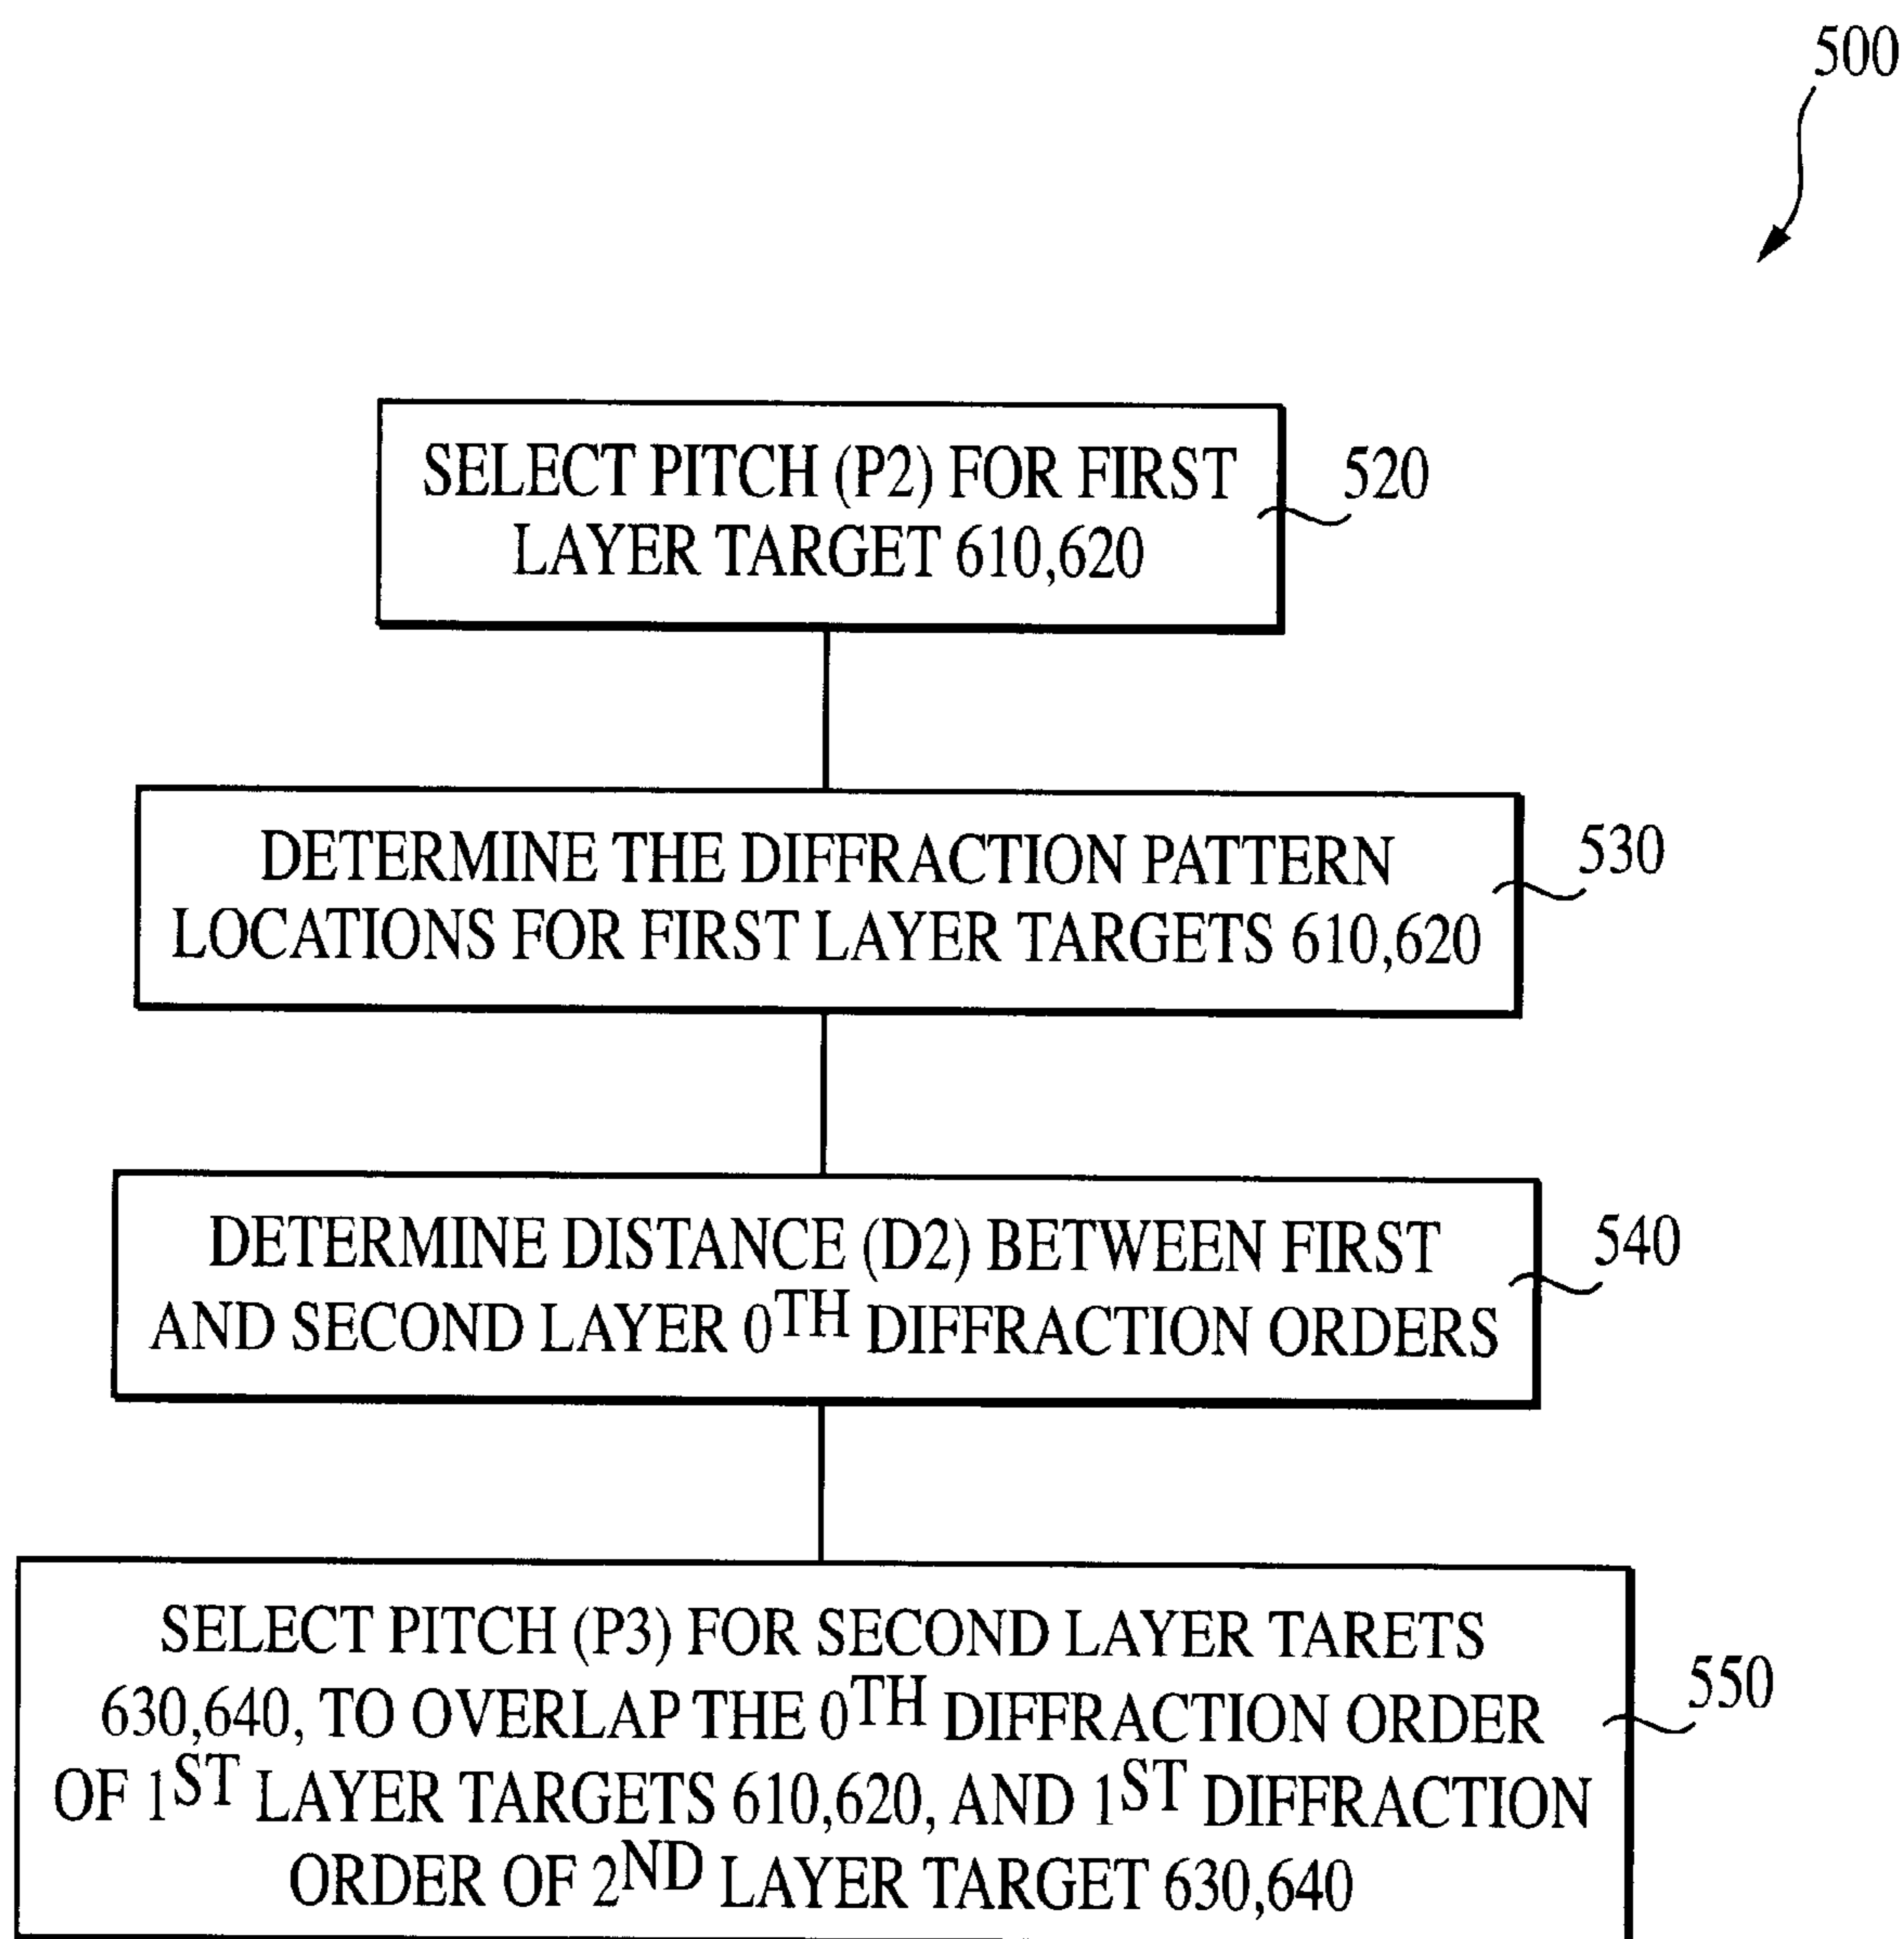 500
SELECT PITCH (P2) FOR FIRST
LAYER TARGET 610,620
520
DETERMINE THE DIFFRACTION PATTERN
LOCATIONS FOR FIRST LAYER TARGETS 610,620
530
DETERMINE DISTANCE (D2) BETWEEN FIRST
AND SECOND LAYER 0TH DIFFRACTION ORDERS
540
SELECT PITCH (P3) FOR SECOND LAYER TARETS
630,640, TO OVERLAP THE 0TH DIFFRACTION ORDER
OF 1ST LAYER TARGETS 610,620, AND 1ST DIFFRACTION
ORDER OF 2ND LAYER TARGET 630,640
550